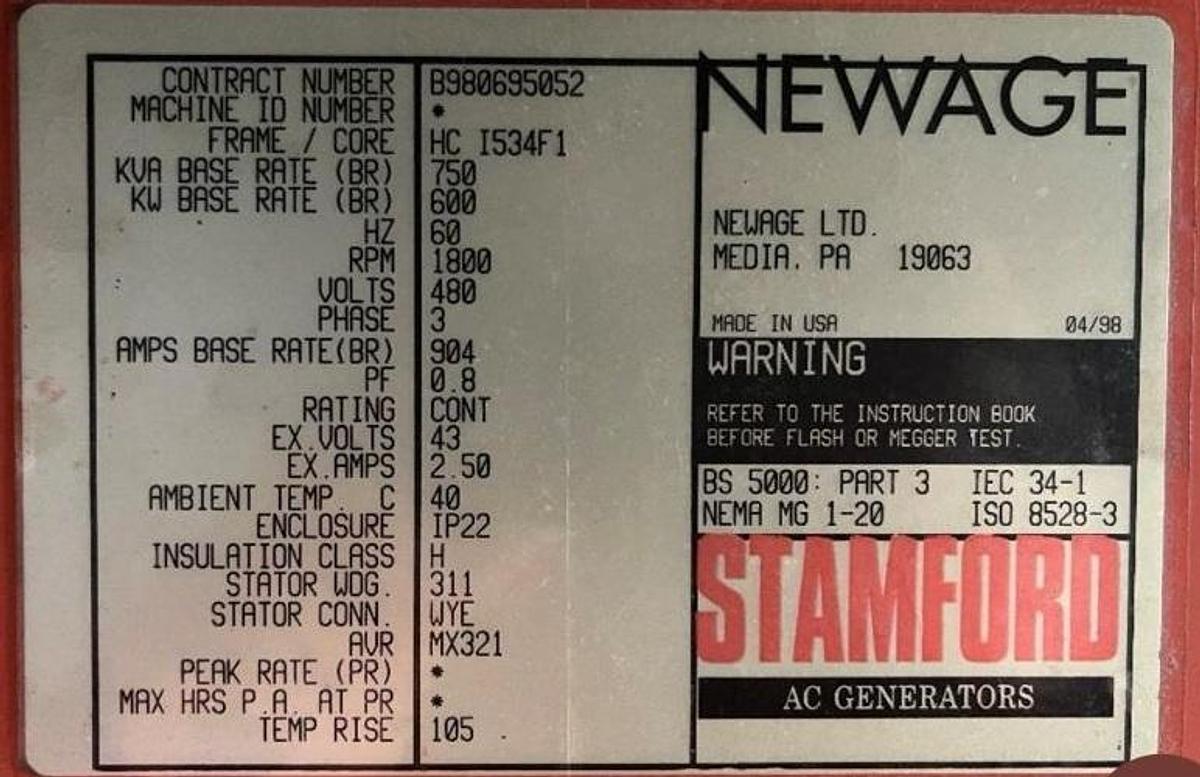 CONTRACT NUMBER B980695052
MACHINE ID NUMBER *
FRAME / CORE HC I534F1
KVA BASE RATE (BR) 750
KW BASE RATE (BR) 600
HZ 60
RPM 1800
VOLTS 480
PHASE 3
AMPS BASE RATE(BR) 904
PF 0.8
RATING CONT
EX.VOLTS 43
EX.AMPS 2.50
AMBIENT TEMP. C 40
ENCLOSURE IP22
INSULATION CLASS H
STATOR WDG. 311
STATOR CONN. WYE
AVR MX321
PEAK RATE (PR) *
MAX HRS P.A. AT PR *
TEMP RISE 105
NEWAGE
NEWAGE LTD.
MEDIA. PA 19063
MADE IN USA 04/98
WARNING
REFER TO THE INSTRUCTION BOOK
BEFORE FLASH OR MEGGER TEST.
BS 5000: PART 3 IEC 34-1
NEMA MG 1-20 ISO 8528-3
STAMFORD
AC GENERATORS